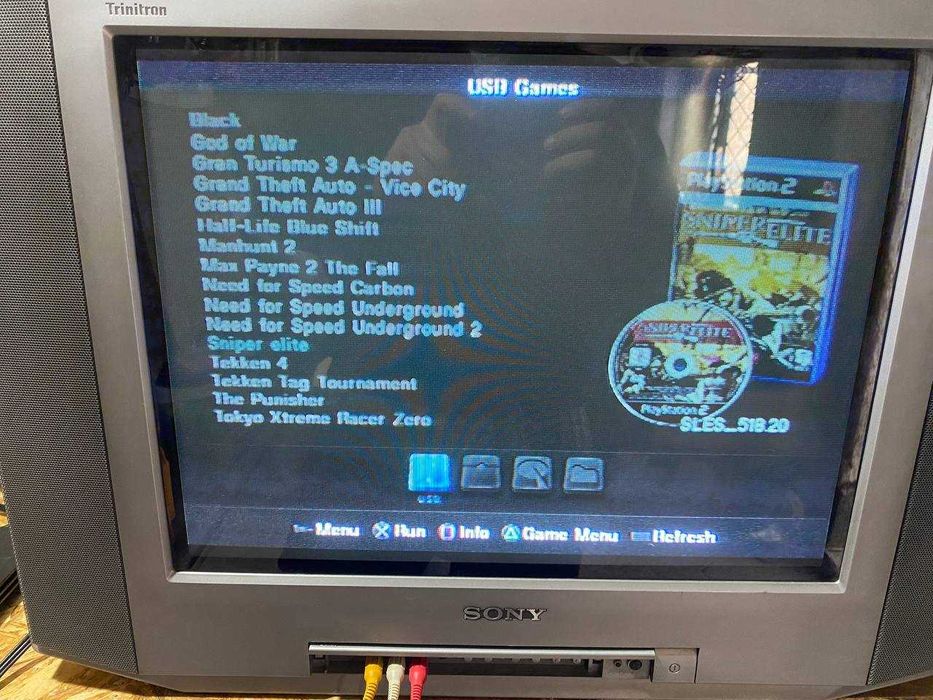 Trinitron
USB Games
Black
God of War
Gran Turismo 3 A-Spec
Grand Theft Auto - Vice City
Grand Theft Auto III
Half-Life Blue Shift
Manhunt 2
Max Payne 2 The Fall
Need for Speed Carbon
Need for Speed Underground
Need for Speed Underground 2
Sniper elite
Tekken 4
Tekken Tag Tournament
The Punisher
Tokyo Xtreme Racer Zero
PlayStation 2
SNIPER ELITE
SNIPER ELITE
PlayStation 2
SLES_518.20
USB
Menu Run Info Game Menu Refresh
SONY